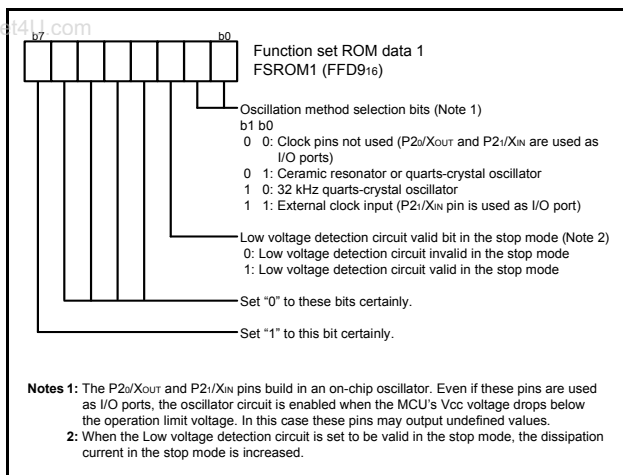 et4U.com
b7 b0
Function set ROM data 1
FSROM1 (FFD916)
Oscillation method selection bits (Note 1)
b1 b0
0 0: Clock pins not used (P20/XOUT and P21/XIN are used as
I/O ports)
0 1: Ceramic resonator or quarts-crystal oscillator
1 0: 32 kHz quarts-crystal oscillator
1 1: External clock input (P21/XIN pin is used as I/O port)
Low voltage detection circuit valid bit in the stop mode (Note 2)
0: Low voltage detection circuit invalid in the stop mode
1: Low voltage detection circuit valid in the stop mode
Set “0” to these bits certainly.
Set “1” to this bit certainly.
Notes 1: The P20/XOUT and P21/XIN pins build in an on-chip oscillator. Even if these pins are used
as I/O ports, the oscillator circuit is enabled when the MCU's Vcc voltage drops below
the operation limit voltage. In this case these pins may output undefined values.
2: When the Low voltage detection circuit is set to be valid in the stop mode, the dissipation
current in the stop mode is increased.